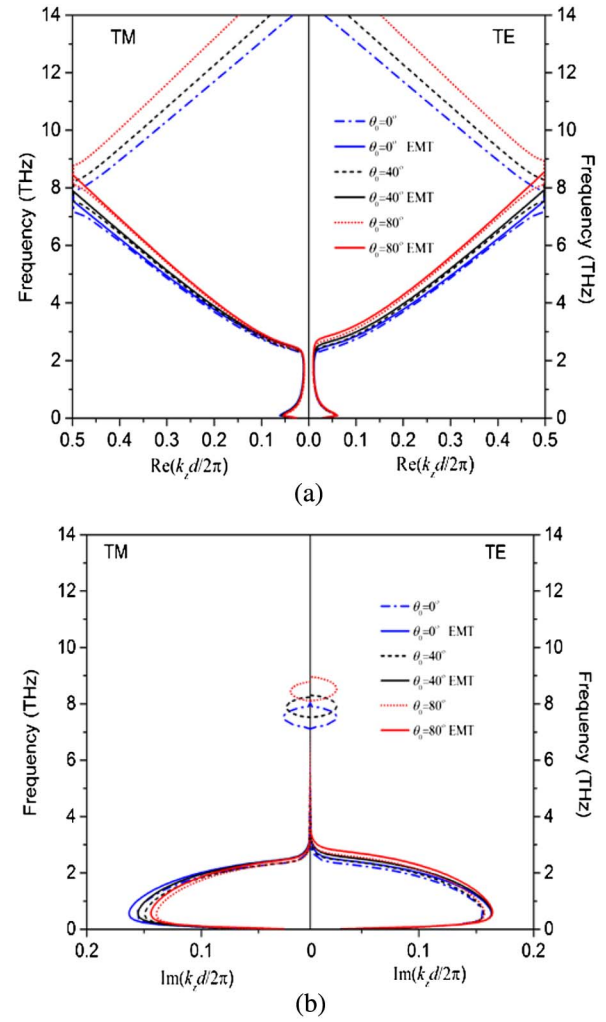 14
12
10
8
6
4
2
0
Frequency (THz)
TM
TE
θ₀=0°
θ₀=0° EMT
θ₀=40°
θ₀=40° EMT
θ₀=80°
θ₀=80° EMT
14
12
10
8
6
4
2
0
Frequency (THz)
0.5 0.4 0.3 0.2 0.1 0.0 0.1 0.2 0.3 0.4 0.5
Re(k_z d/2π) Re(k_z d/2π)
(a)
14
12
10
8
6
4
2
0
Frequency (THz)
TM
TE
θ₀=0°
θ₀=0° EMT
θ₀=40°
θ₀=40° EMT
θ₀=80°
θ₀=80° EMT
14
12
10
8
6
4
2
0
Frequency (THz)
0.2 0.1 0 0.1 0.2
Im(k_z d/2π) Im(k_z d/2π)
(b)